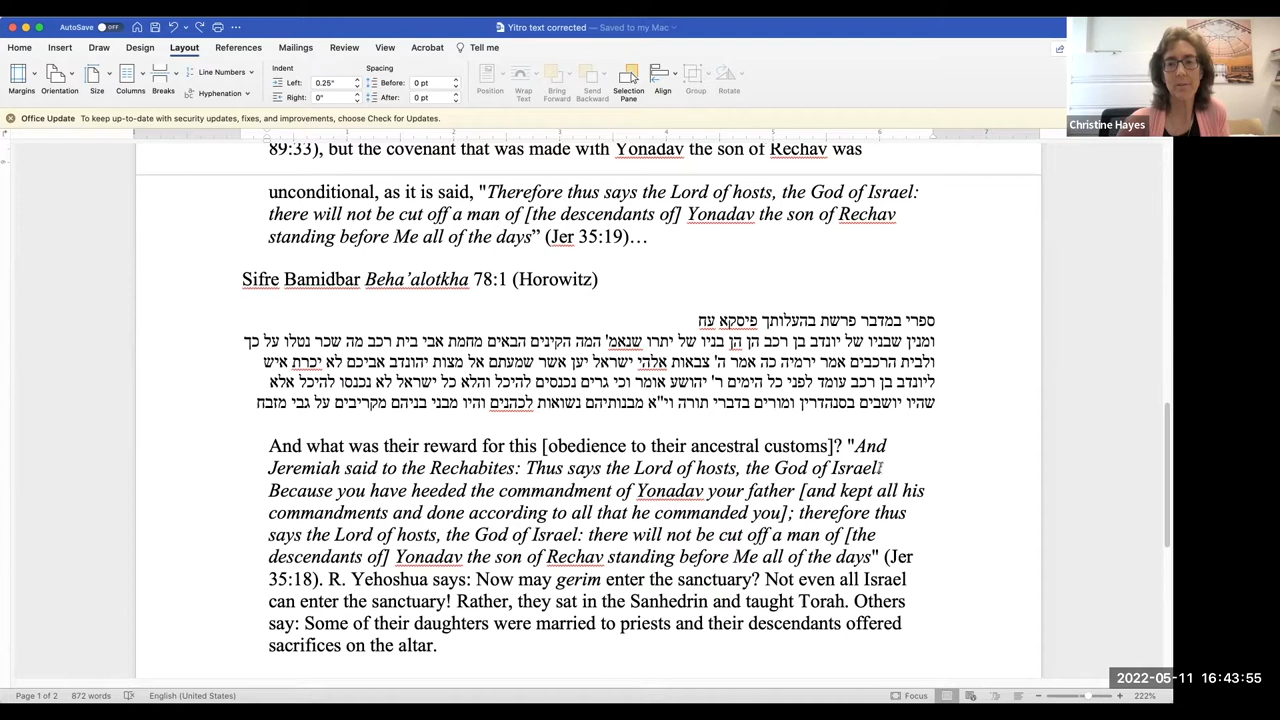 AutoSave OFF
Yitro text corrected — Saved to my Mac
Home Insert Draw Design Layout References Mailings Review View Acrobat Tell me
Margins Orientation Size Columns Breaks Line Numbers Hyphenation
Indent Left: 0.25" Right: 0"
Spacing Before: 0 pt After: 0 pt
Position Wrap Text Bring Forward Send Backward Selection Pane Align Group Rotate
Christine Hayes
Office Update To keep up-to-date with security updates, fixes, and improvements, choose Check for Updates.
1 2 3 4 5 6 7
89:33), but the covenant that was made with Yonadav the son of Rechav was
unconditional, as it is said, "Therefore thus says the Lord of hosts, the God of Israel:
there will not be cut off a man of [the descendants of] Yonadav the son of Rechav
standing before Me all of the days” (Jer 35:19)…
Sifre Bamidbar Beha’alotkha 78:1 (Horowitz)
ספרי במדבר פרשת בהעלותך פיסקא עח
ומנין שבניו של יונדב בן רכב הן הן בניו של יתרו שנאמ' המה הקינים הבאים מחמת אבי בית רכב מה שכר נטלו על כך
ולבית הרכבים אמר ירמיה כה אמר ה' צבאות אלהי ישראל יען אשר שמעתם אל מצות יהונדב אביכם לא יכרת איש
ליונדב בן רכב עומד לפני כל הימים ר' יהושע אומר וכי גרים נכנסים להיכל והלא כל ישראל לא נכנסו להיכל אלא
שהיו יושבים בסנהדרין ומורים בדברי תורה וי"א מבנותיהם נשואות לכהנים והיו מבני בניהם מקריבים על גבי מזבח
And what was their reward for this [obedience to their ancestral customs]? "And
Jeremiah said to the Rechabites: Thus says the Lord of hosts, the God of Israel:
Because you have heeded the commandment of Yonadav your father [and kept all his
commandments and done according to all that he commanded you]; therefore thus
says the Lord of hosts, the God of Israel: there will not be cut off a man of [the
descendants of] Yonadav the son of Rechav standing before Me all of the days" (Jer
35:18). R. Yehoshua says: Now may gerim enter the sanctuary? Not even all Israel
can enter the sanctuary! Rather, they sat in the Sanhedrin and taught Torah. Others
say: Some of their daughters were married to priests and their descendants offered
sacrifices on the altar.
2022-05-11 16:43:55
Page 1 of 2 872 words English (United States) Focus 222%